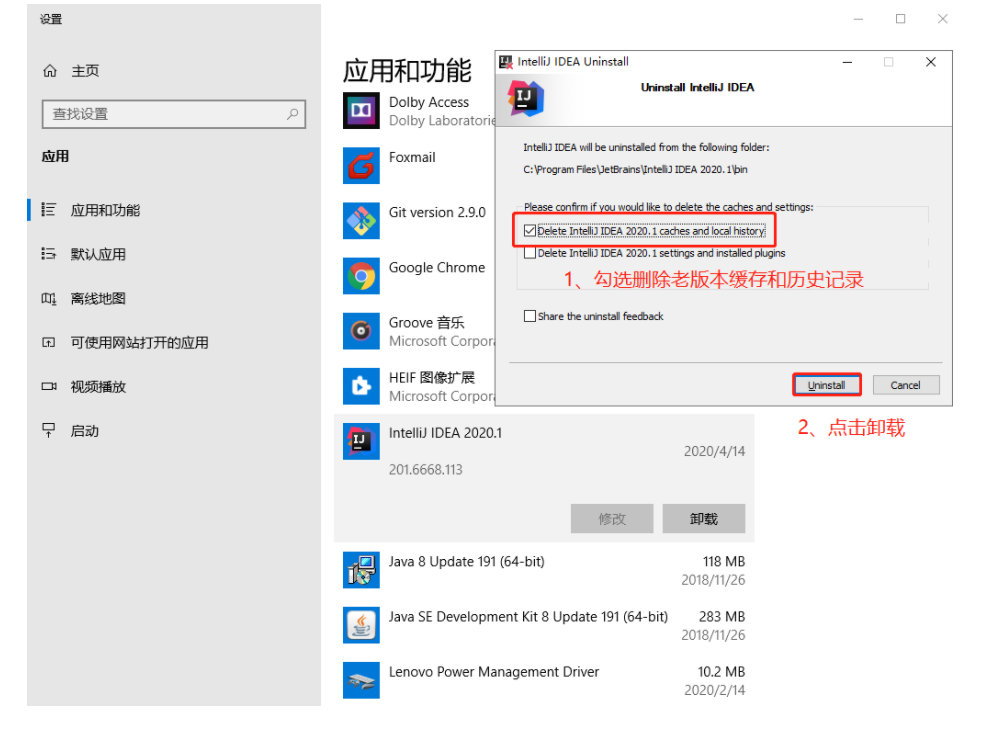 设置
主页
查找设置
应用
应用和功能
默认应用
离线地图
可使用网站打开的应用
视频播放
启动
应用和功能
Dolby Access
Dolby Laboratorie
Foxmail
Git version 2.9.0
Google Chrome
Groove 音乐
Microsoft Corpor
HEIF 图像扩展
Microsoft Corpora
IntelliJ IDEA 2020.1
2020/4/14
201.6668.113
修改
卸载
Java 8 Update 191 (64-bit)
118 MB
2018/11/26
Java SE Development Kit 8 Update 191 (64-bit)
283 MB
2018/11/26
Lenovo Power Management Driver
10.2 MB
2020/2/14
IntelliJ IDEA Uninstall
Uninstall IntelliJ IDEA
IntelliJ IDEA will be uninstalled from the following folder:
C:\Program Files\JetBrains\IntelliJ IDEA 2020.1\bin
Please confirm if you would like to delete the caches and settings:
Delete IntelliJ IDEA 2020.1 caches and local history
Delete IntelliJ IDEA 2020.1 settings and installed plugins
1、勾选删除老版本缓存和历史记录
Share the uninstall feedback
Uninstall
Cancel
2、点击卸载